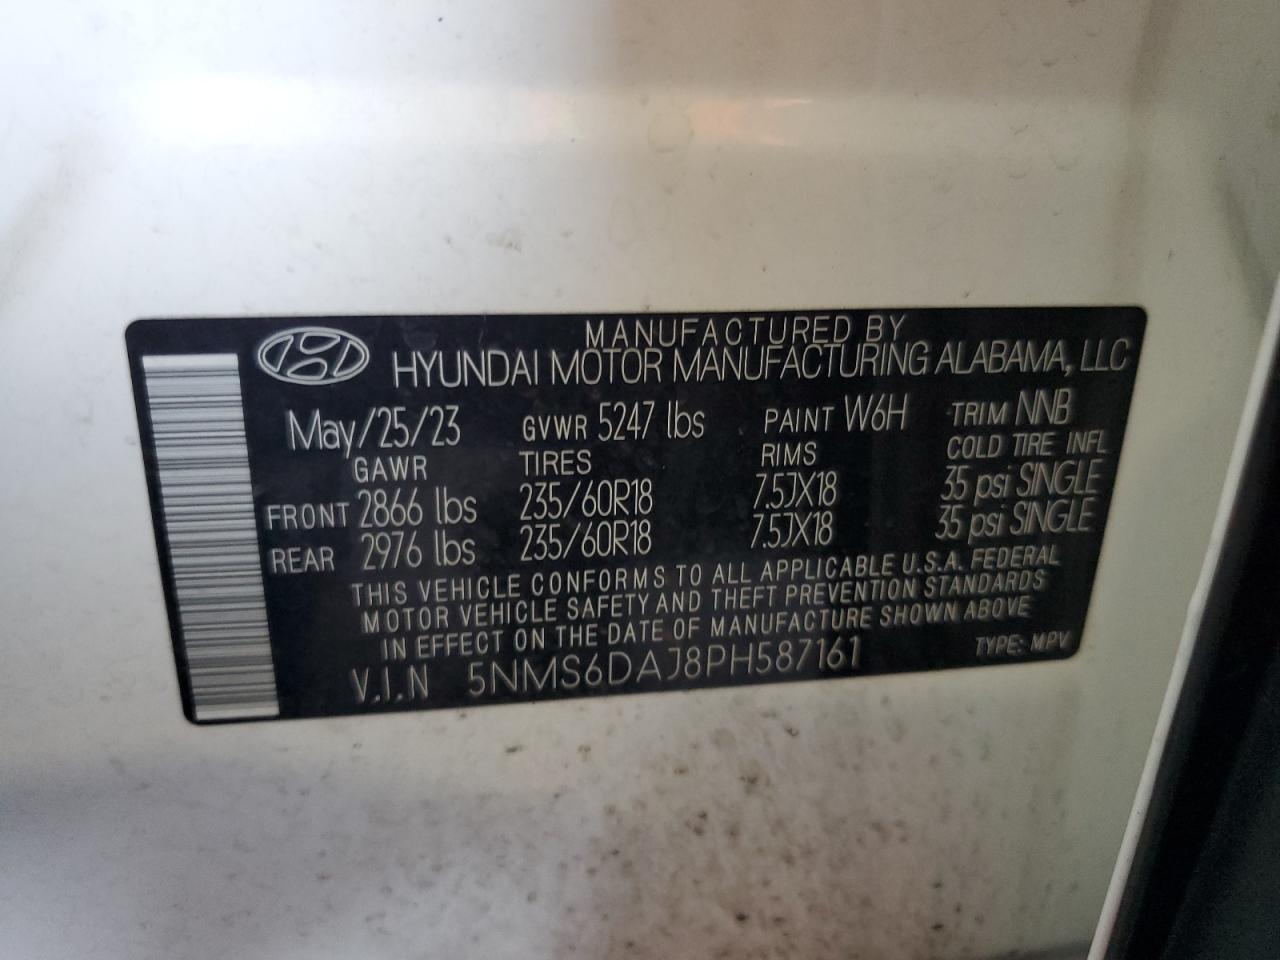 MANUFACTURED BY
HYUNDAI MOTOR MANUFACTURING ALABAMA, LLC
May/25/23 GVWR 5247 lbs PAINT W6H TRIM NNB
GAWR TIRES RIMS COLD TIRE INFL
FRONT 2866 lbs 235/60R18 7.5JX18 35 psi SINGLE
REAR 2976 lbs 235/60R18 7.5JX18 35 psi SINGLE
THIS VEHICLE CONFORMS TO ALL APPLICABLE U.S.A. FEDERAL
MOTOR VEHICLE SAFETY AND THEFT PREVENTION STANDARDS
IN EFFECT ON THE DATE OF MANUFACTURE SHOWN ABOVE
V.I.N 5NMS6DAJ8PH587161 TYPE: MPV